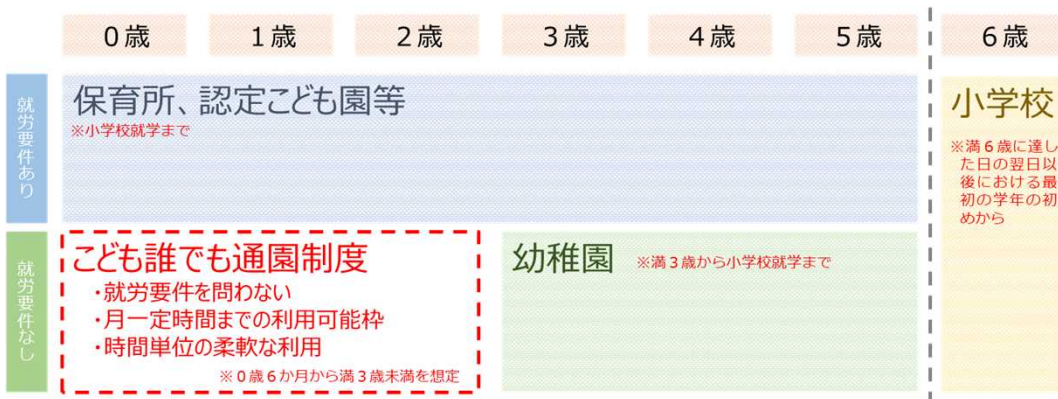 0歳 1歳 2歳 3歳 4歳 5歳 6歳
就労要件あり
保育所、認定こども園等
※小学校就学まで
小学校
※満6歳に達し
た日の翌日以
後における最
初の学年の初
めから
就労要件なし
こども誰でも通園制度
・就労要件を問わない
・月一定時間までの利用可能枠
・時間単位の柔軟な利用
※0歳6か月から満3歳未満を想定
幼稚園 ※満3歳から小学校就学まで